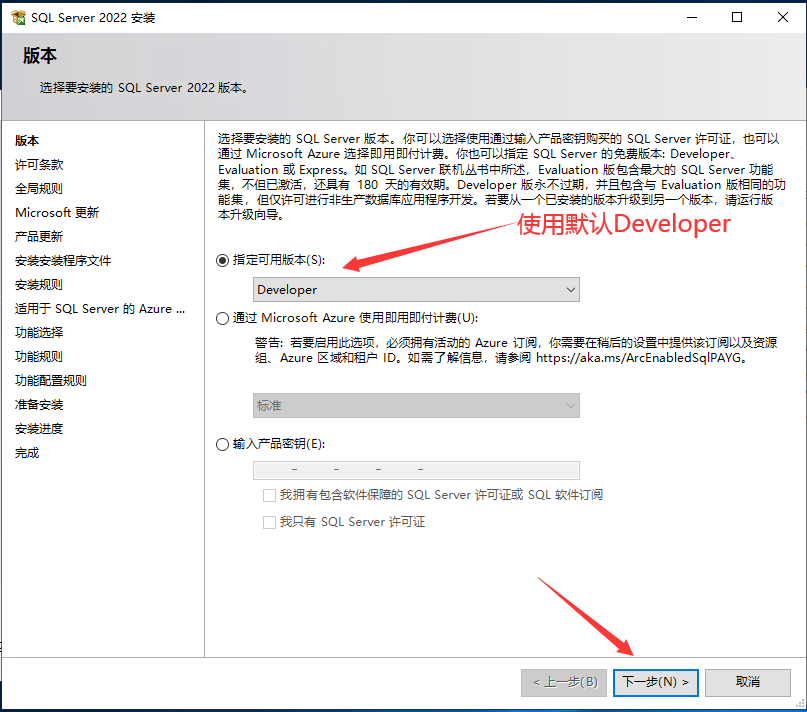 SQL Server 2022 安装
版本
选择要安装的 SQL Server 2022 版本。
版本
许可条款
全局规则
Microsoft 更新
产品更新
安装安装程序文件
安装规则
适用于 SQL Server 的 Azure ...
功能选择
功能规则
功能配置规则
准备安装
安装进度
完成
选择要安装的 SQL Server 版本。你可以选择使用通过输入产品密钥购买的 SQL Server 许可证，也可以
通过 Microsoft Azure 选择即用即付计费。你也可以指定 SQL Server 的免费版本: Developer、
Evaluation 或 Express。如 SQL Server 联机丛书中所述，Evaluation 版包含最大的 SQL Server 功能
集，不但已激活，还具有 180 天的有效期。Developer 版永不过期，并且包含与 Evaluation 版相同的功
能集，但仅许可进行非生产数据库应用程序开发。若要从一个已安装的版本升级到另一个版本，请运行版
本升级向导。
使用默认Developer
指定可用版本(S):
Developer
通过 Microsoft Azure 使用即用即付计费(U):
警告: 若要启用此选项，必须拥有活动的 Azure 订阅，你需要在稍后的设置中提供该订阅以及资源
组、Azure 区域和租户 ID。如需了解信息，请参阅 https://aka.ms/ArcEnabledSqlPAYG。
标准
输入产品密钥(E):
- - - -
我拥有包含软件保障的 SQL Server 许可证或 SQL 软件订阅
我只有 SQL Server 许可证
< 上一步(B)
下一步(N) >
取消